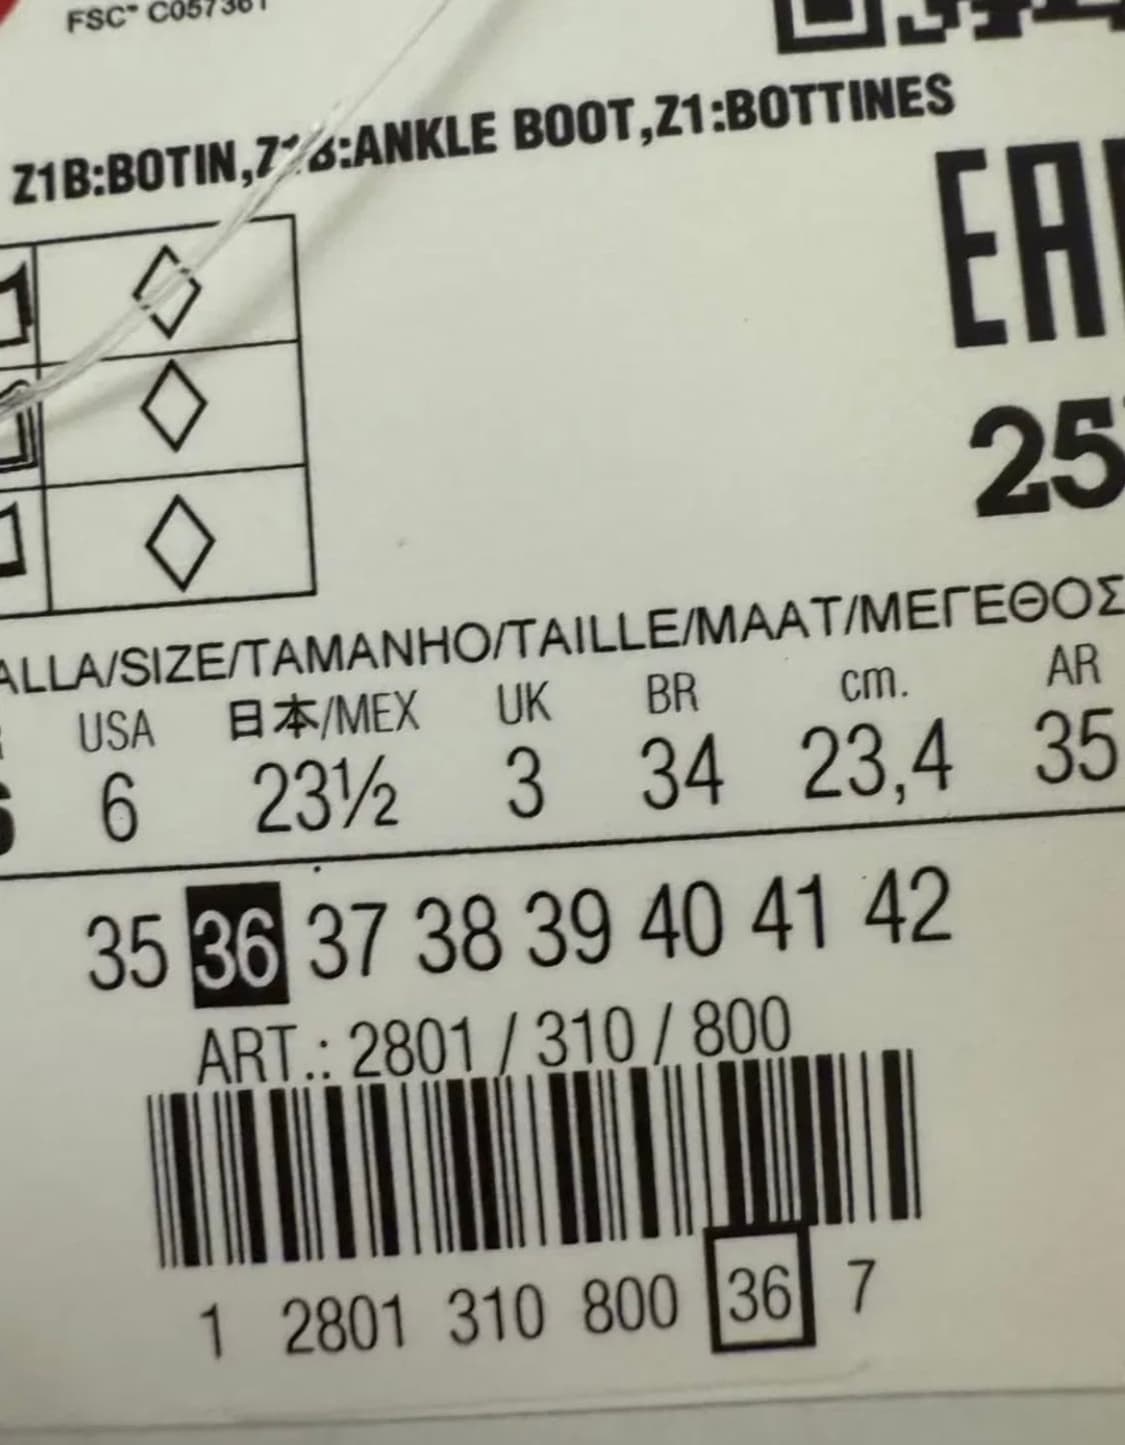 FSC™ C057361
Z1B:BOTIN,Z1B:ANKLE BOOT,Z1:BOTTINES
EA
25
ALLA/SIZE/TAMANHO/TAILLE/MAAT/ΜΕΓΕΘΟΣ
USA 日本/MEX UK BR cm. AR
6 23½ 3 34 23,4 35
35 36 37 38 39 40 41 42
ART.: 2801 / 310 / 800
1 2801 310 800 36 7